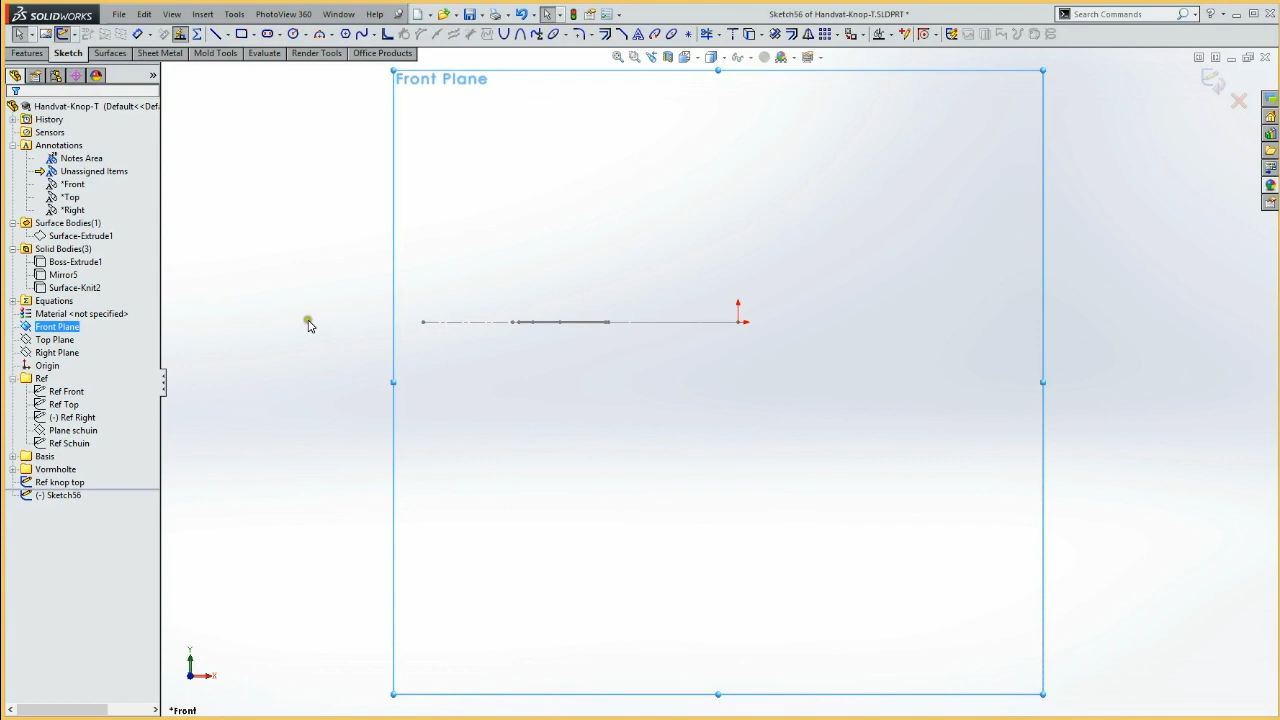 SOLIDWORKS File Edit View Insert Tools PhotoView 360 Window Help Sketch56 of Handvat-Knop-T.SLDPRT * Search Commands
Features Sketch Surfaces Sheet Metal Mold Tools Evaluate Render Tools Office Products
Front Plane
Handvat-Knop-T (Default<<Def
History
Sensors
Annotations
Notes Area
Unassigned Items
*Front
*Top
*Right
Surface Bodies(1)
Surface-Extrude1
Solid Bodies(3)
Boss-Extrude1
Mirror5
Surface-Knit2
Equations
Material <not specified>
Front Plane
Top Plane
Right Plane
Origin
Ref
Ref Front
Ref Top
(-) Ref Right
Plane schuin
Ref Schuin
Basis
Vormholte
Ref knop top
(-) Sketch56
Y
X
*Front